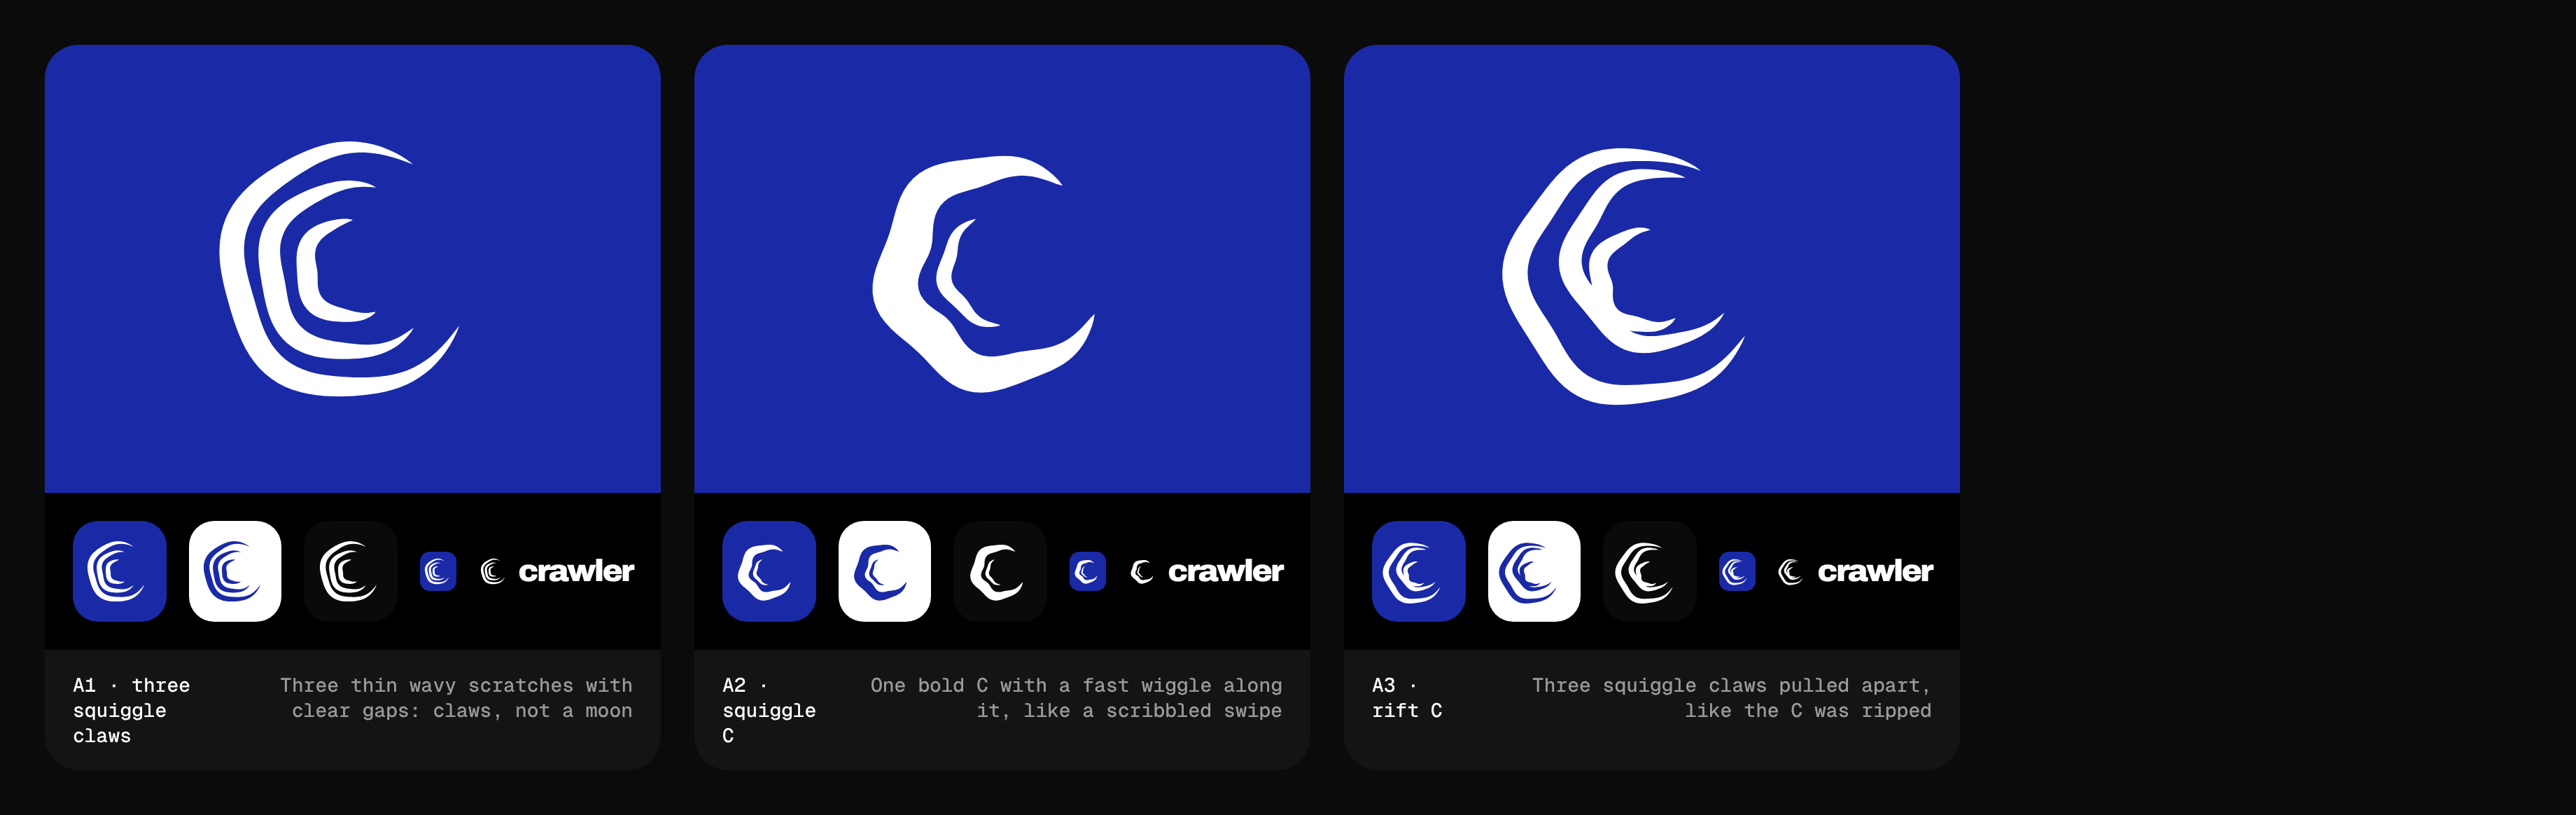 crawler
A1 · three
squiggle
claws
Three thin wavy scratches with
clear gaps: claws, not a moon
crawler
A2 ·
squiggle
C
One bold C with a fast wiggle along
it, like a scribbled swipe
crawler
A3 ·
rift C
Three squiggle claws pulled apart,
like the C was ripped